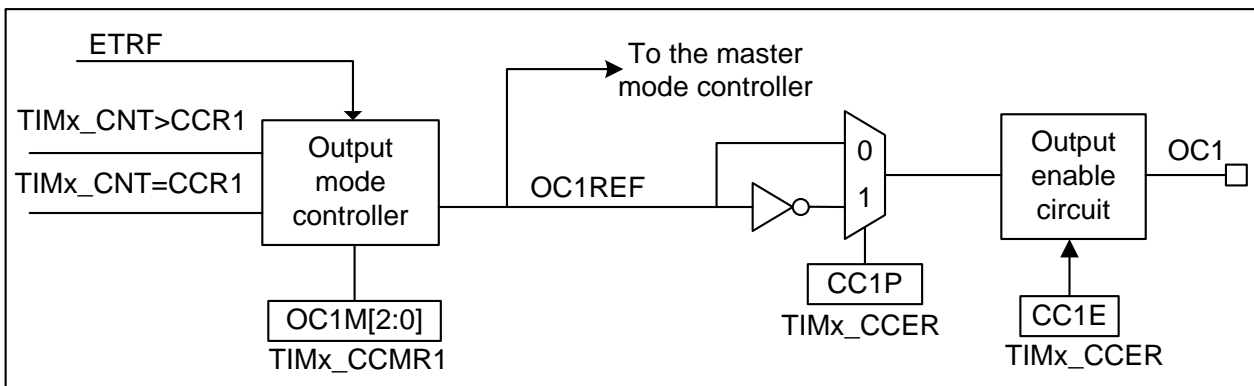 ETRF
To the master
mode controller
TIMx_CNT>CCR1
Output
mode
controller
TIMx_CNT=CCR1
OC1REF
0
1
Output
enable
circuit
OC1
OC1M[2:0]
TIMx_CCMR1
CC1P
TIMx_CCER
CC1E
TIMx_CCER